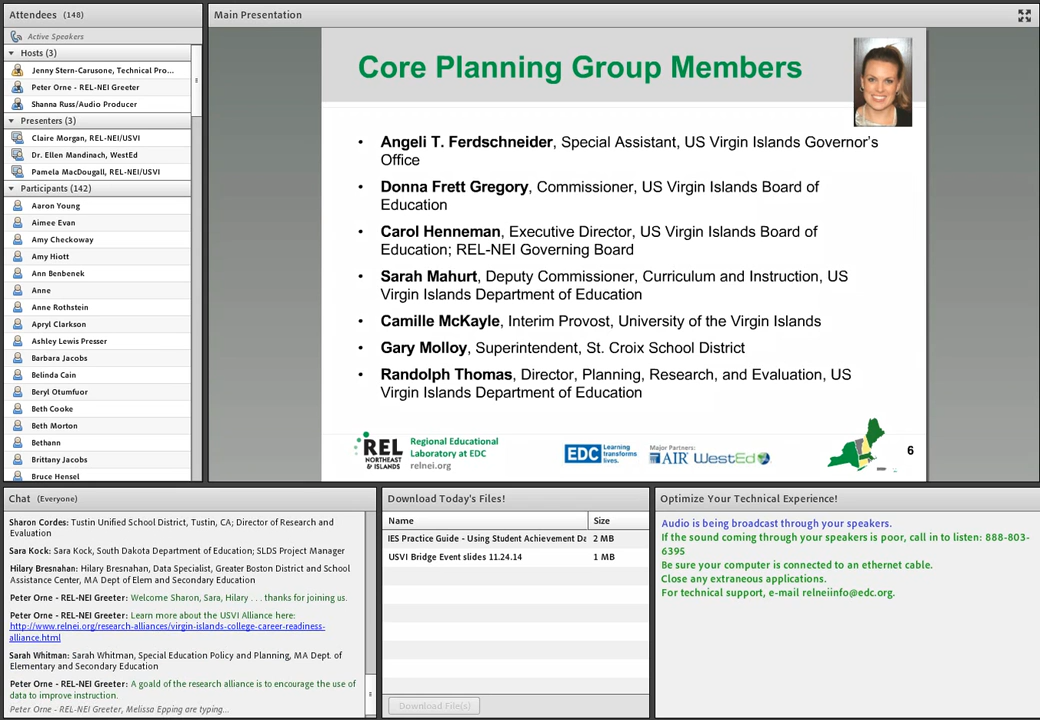 Attendees (148)
Active Speakers
Hosts (3)
Jenny Stern-Carusone, Technical Pro...
Peter Orne - REL-NEI Greeter
Shanna Russ/Audio Producer
Presenters (3)
Claire Morgan, REL-NEI/USVI
Dr. Ellen Mandinach, WestEd
Pamela MacDougall, REL-NEI/USVI
Participants (142)
Aaron Young
Aimee Evan
Amy Checkoway
Amy Hiott
Ann Benbenek
Anne
Anne Rothstein
Apryl Clarkson
Ashley Lewis Presser
Barbara Jacobs
Belinda Cain
Beryl Otumfuor
Beth Cooke
Beth Morton
Bethann
Brittany Jacobs
Bruce Hensel
Main Presentation
Core Planning Group Members
• Angeli T. Ferdschneider, Special Assistant, US Virgin Islands Governor's
Office
• Donna Frett Gregory, Commissioner, US Virgin Islands Board of
Education
• Carol Henneman, Executive Director, US Virgin Islands Board of
Education; REL-NEI Governing Board
• Sarah Mahurt, Deputy Commissioner, Curriculum and Instruction, US
Virgin Islands Department of Education
• Camille McKayle, Interim Provost, University of the Virgin Islands
• Gary Molloy, Superintendent, St. Croix School District
• Randolph Thomas, Director, Planning, Research, and Evaluation, US
Virgin Islands Department of Education
REL
NORTHEAST
& ISLANDS
Regional Educational
Laboratory at EDC
relnei.org
EDC
Learning
transforms
lives.
Major Partners:
AIR WestEd
6
Chat (Everyone)
Sharon Cordes: Tustin Unified School District, Tustin, CA; Director of Research and
Evaluation
Sara Kock: Sara Kock, South Dakota Department of Education; SLDS Project Manager
Hilary Bresnahan: Hilary Bresnahan, Data Specialist, Greater Boston District and School
Assistance Center, MA Dept of Elem and Secondary Education
Peter Orne - REL-NEI Greeter: Welcome Sharon, Sara, Hilary . . . thanks for joining us.
Peter Orne - REL-NEI Greeter: Learn more about the USVI Alliance here:
http://www.relnei.org/research-alliances/virgin-islands-college-career-readiness-
alliance.html
Sarah Whitman: Sarah Whitman, Special Education Policy and Planning, MA Dept. of
Elementary and Secondary Education
Peter Orne - REL-NEI Greeter: A goald of the research alliance is to encourage the use of
data to improve instruction.
Peter Orne - REL-NEI Greeter, Melissa Epping are typing...
Download Today's Files!
Name Size
IES Practice Guide - Using Student Achievement Da 2 MB
USVI Bridge Event slides 11.24.14 1 MB
Download File(s)
Optimize Your Technical Experience!
Audio is being broadcast through your speakers.
If the sound coming through your speakers is poor, call in to listen: 888-803-
6395
Be sure your computer is connected to an ethernet cable.
Close any extraneous applications.
For technical support, e-mail relneiinfo@edc.org.